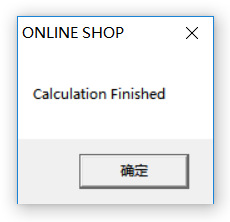 ONLINE SHOP
Calculation Finished
确定